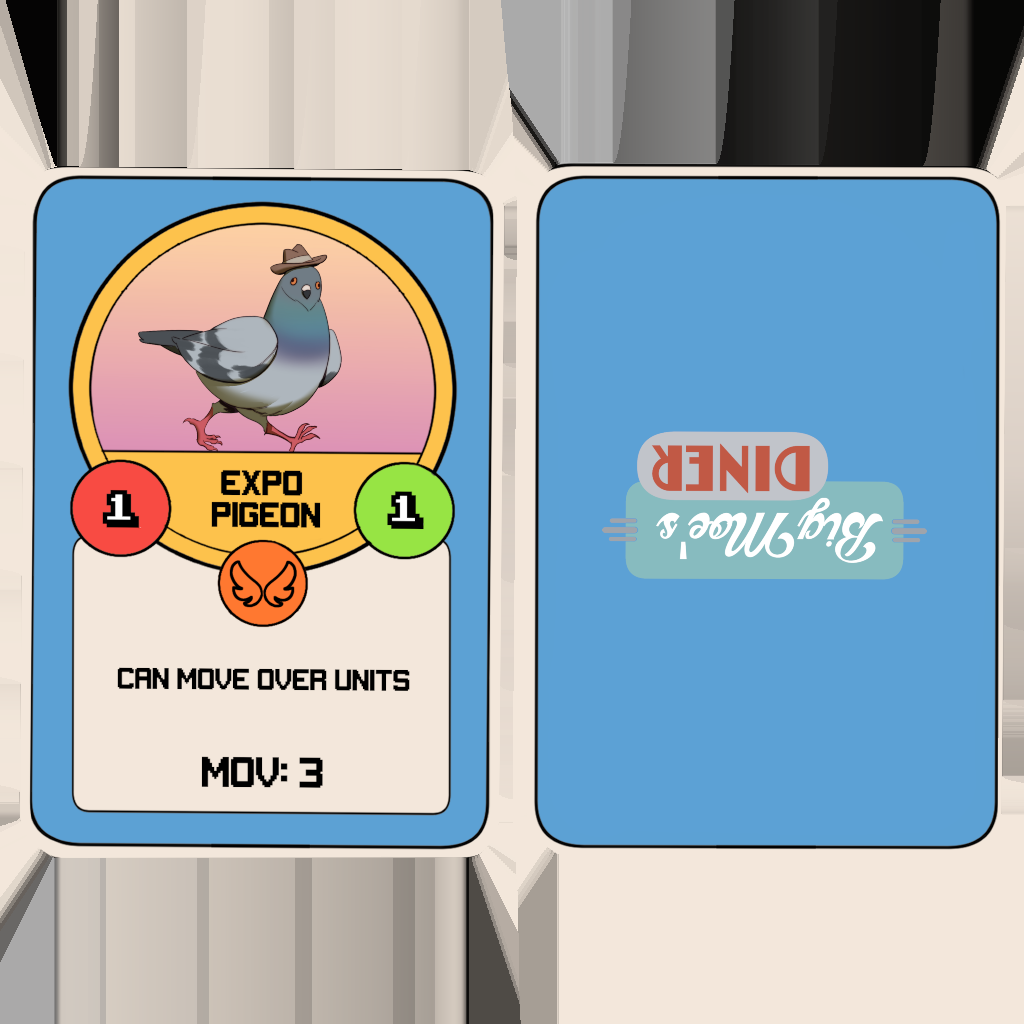 EXPO
PIGEON
1
1
CAN MOVE OVER UNITS
MOV: 3
Big Moe's
DINER